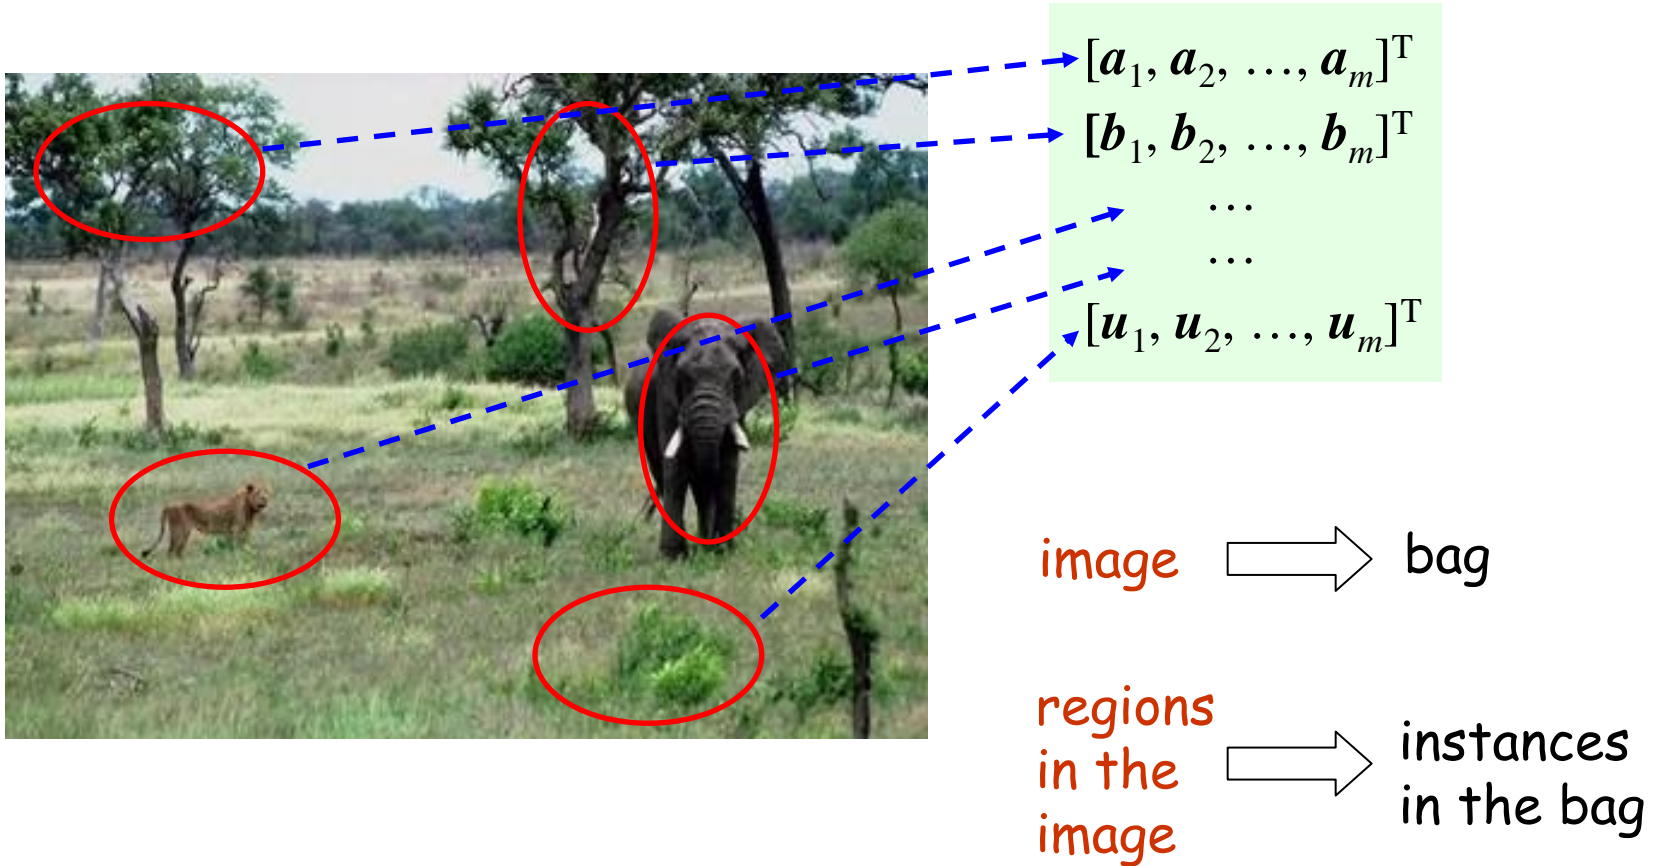 [a₁, a₂, …, aₘ]ᵀ
[b₁, b₂, …, bₘ]ᵀ
…
…
[u₁, u₂, …, uₘ]ᵀ
image
bag
regions
in the
image
instances
in the bag